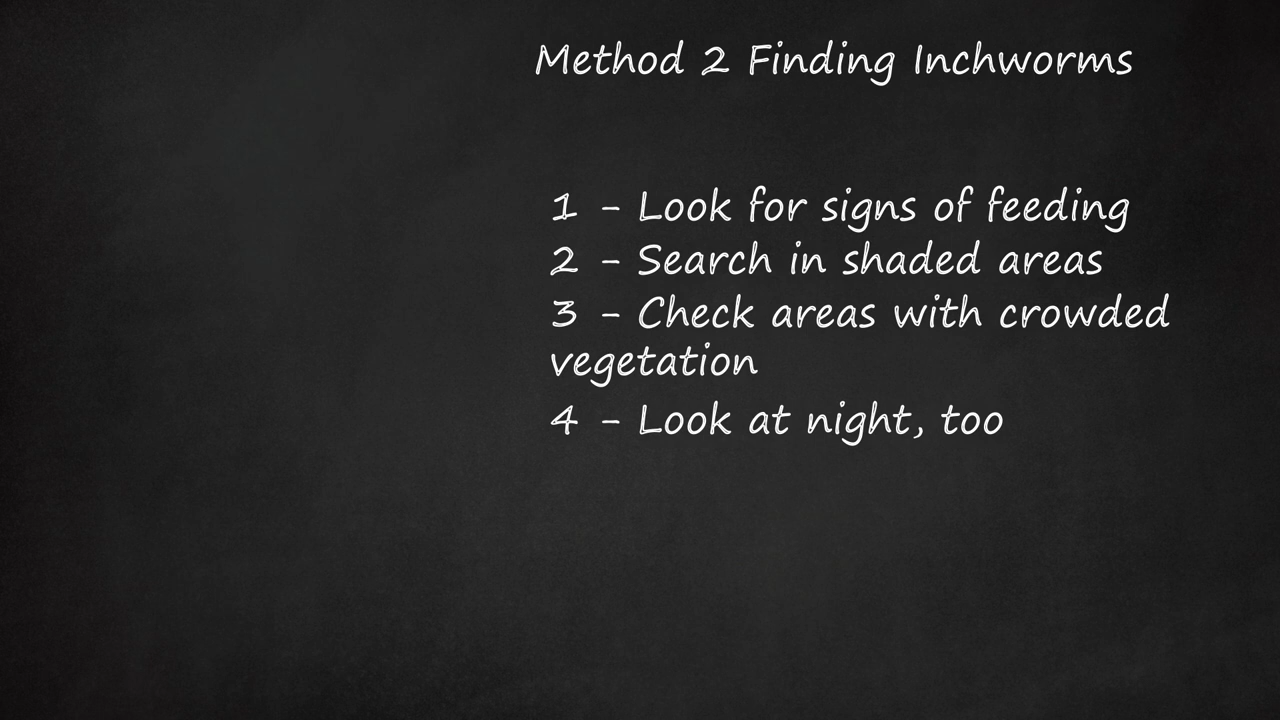 Method 2 Finding Inchworms
1 - Look for signs of feeding
2 - Search in shaded areas
3 - Check areas with crowded
vegetation
4 - Look at night, too